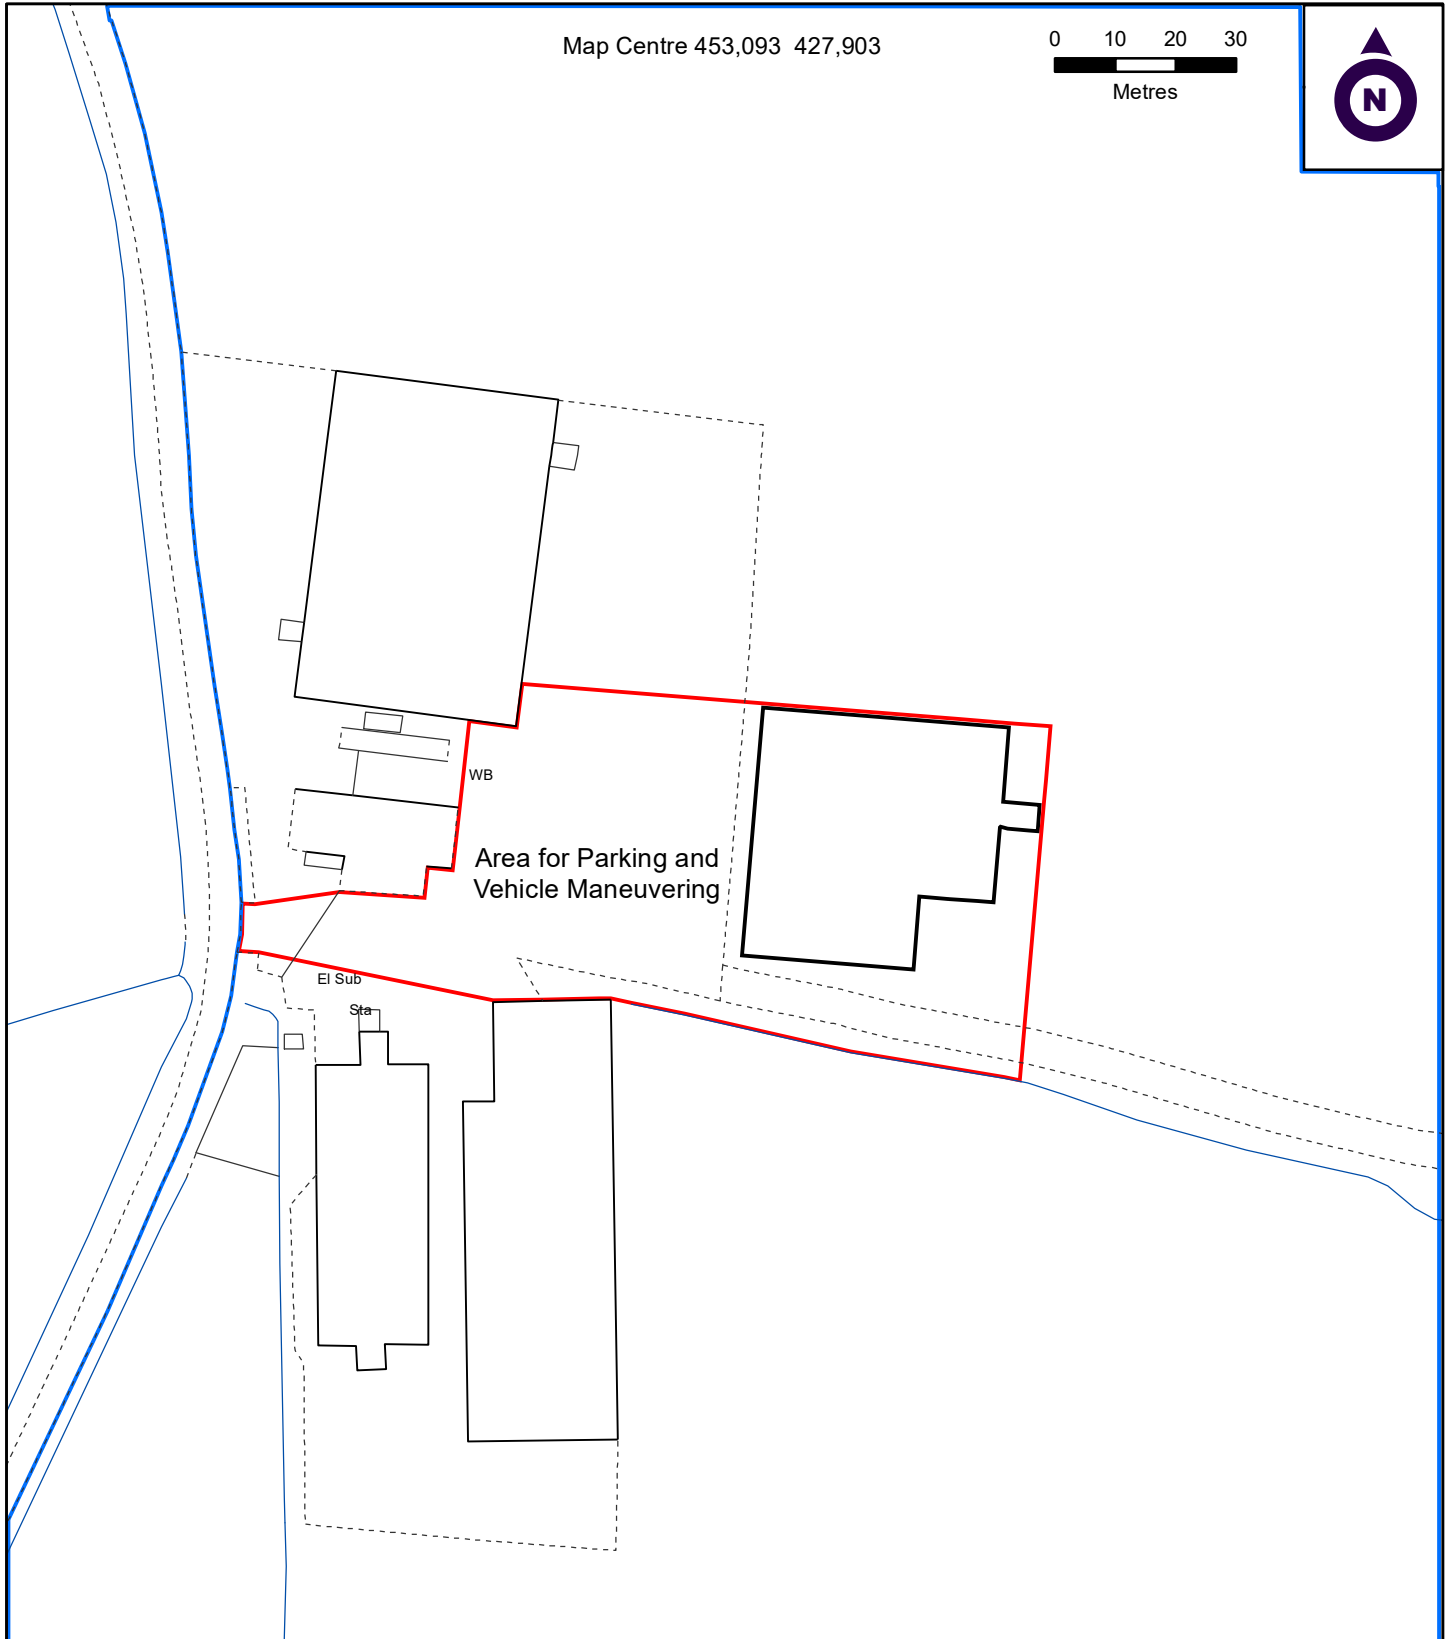 Map Centre 453,093 427,903
0 10 20 30
Metres
N
WB
Area for Parking and
Vehicle Maneuvering
El Sub
Sta